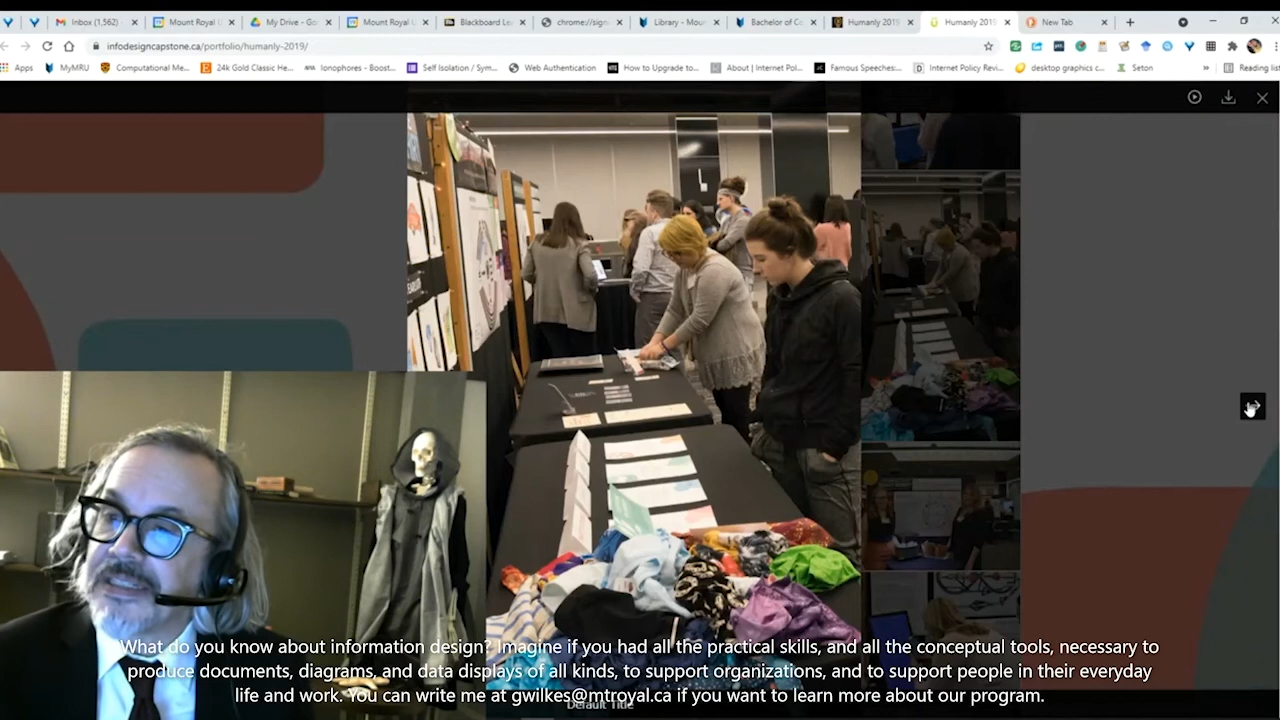 Inbox (1,562)
Mount Royal U
My Drive - Go
Mount Royal U
Blackboard Le
chrome://sign
Library - Mou
Bachelor of Co
Humanly 2019
Humanly 2019
New Tab
infodesigncapstone.ca/portfolio/humanly-2019/
Apps
MyMRU
Computational Me...
24k Gold Classic He...
Ionophores - Boost...
Self Isolation / Sym...
Web Authentication
How to Upgrade to...
About | Internet Pol...
Famous Speeches:...
Internet Policy Revi...
desktop graphics c...
Seton
»
Reading list
What do you know about information design? Imagine if you had all the practical skills, and all the conceptual tools, necessary to
produce documents, diagrams, and data displays of all kinds, to support organizations, and to support people in their everyday
life and work. You can write me at gwilkes@mtroyal.ca if you want to learn more about our program.
Default Title